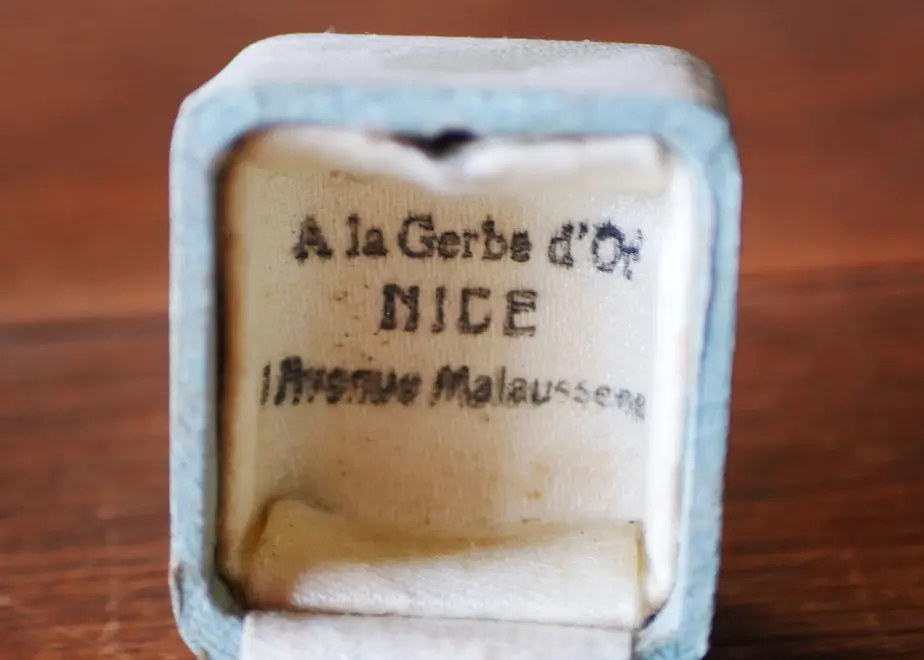 A la Gerbe d'Or
NICE
1 Avenue Malaussena